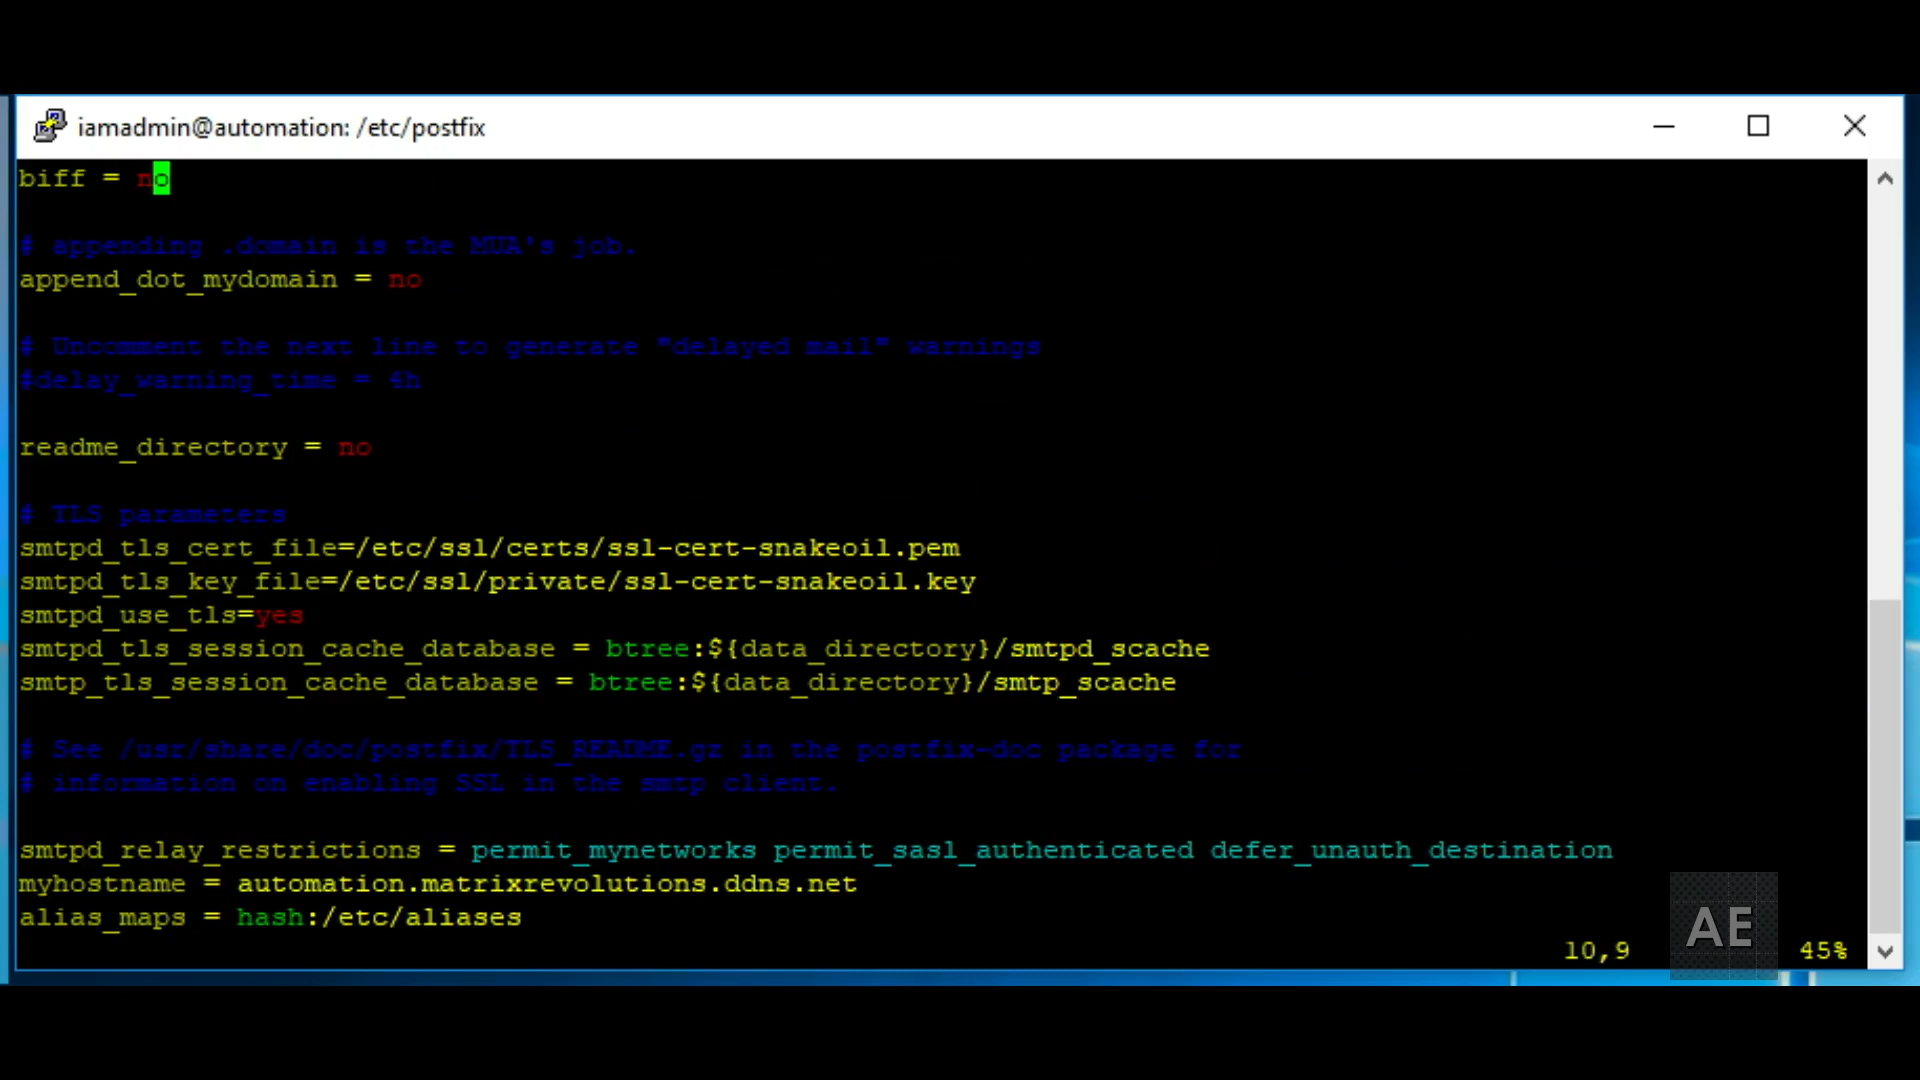 iamadmin@automation: /etc/postfix
biff = no
# appending .domain is the MUA's job.
append_dot_mydomain = no
# Uncomment the next line to generate "delayed mail" warnings
#delay_warning_time = 4h
readme_directory = no
# TLS parameters
smtpd_tls_cert_file=/etc/ssl/certs/ssl-cert-snakeoil.pem
smtpd_tls_key_file=/etc/ssl/private/ssl-cert-snakeoil.key
smtpd_use_tls=yes
smtpd_tls_session_cache_database = btree:${data_directory}/smtpd_scache
smtp_tls_session_cache_database = btree:${data_directory}/smtp_scache
# See /usr/share/doc/postfix/TLS_README.gz in the postfix-doc package for
# information on enabling SSL in the smtp client.
smtpd_relay_restrictions = permit_mynetworks permit_sasl_authenticated defer_unauth_destination
myhostname = automation.matrixrevolutions.ddns.net
alias_maps = hash:/etc/aliases
10,9 45%
AE